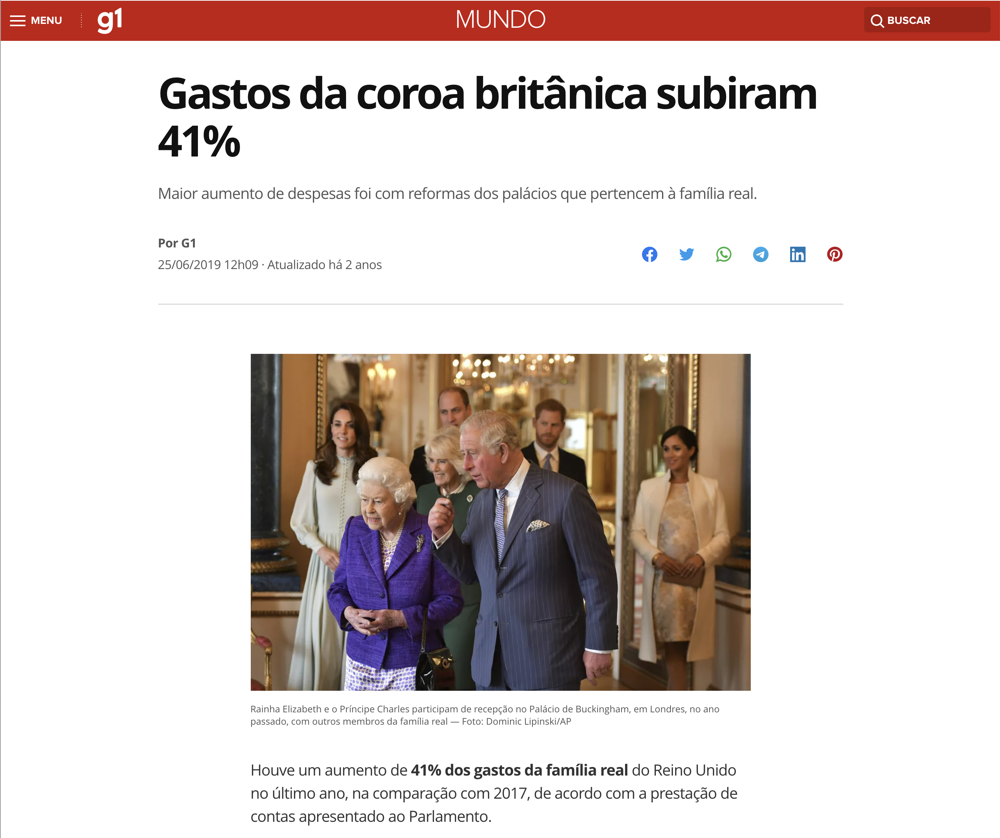 MENU
g1
MUNDO
BUSCAR
Gastos da coroa britânica subiram
41%
Maior aumento de despesas foi com reformas dos palácios que pertencem à família real.
Por G1
25/06/2019 12h09 · Atualizado há 2 anos
Rainha Elizabeth e o Príncipe Charles participam de recepção no Palácio de Buckingham, em Londres, no ano
passado, com outros membros da família real — Foto: Dominic Lipinski/AP
Houve um aumento de 41% dos gastos da família real do Reino Unido
no último ano, na comparação com 2017, de acordo com a prestação de
contas apresentado ao Parlamento.